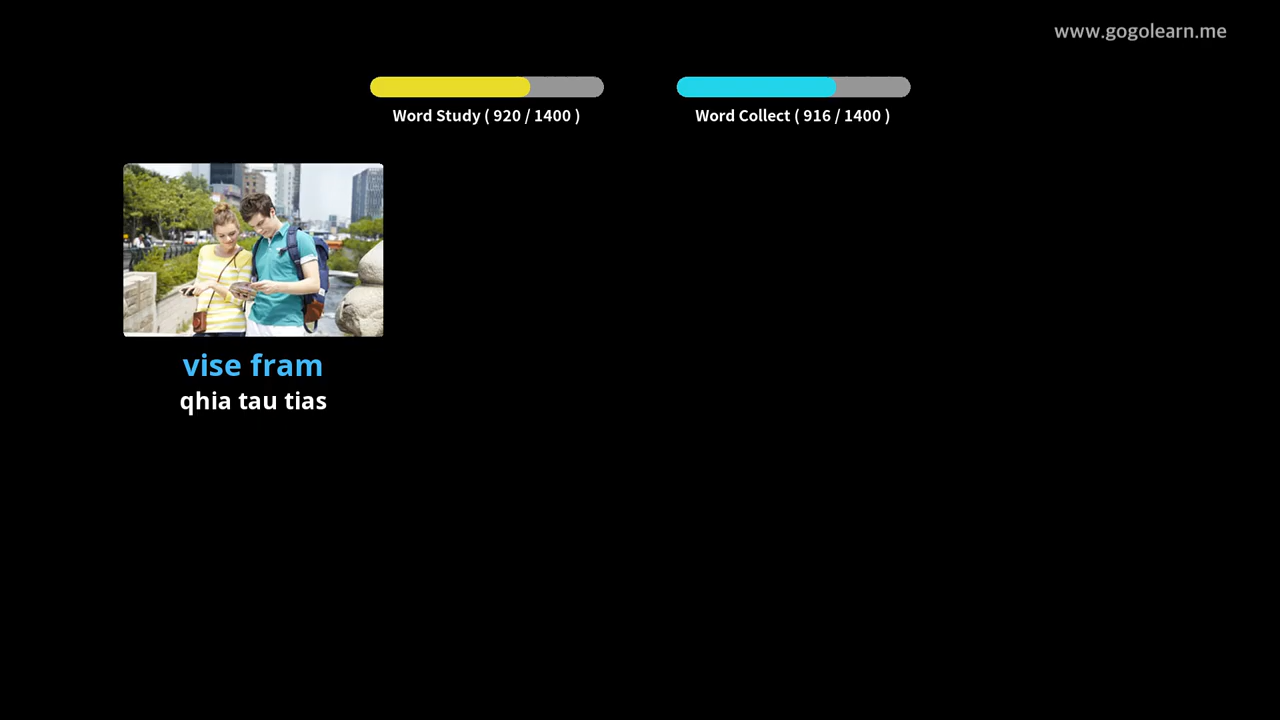 www.gogolearn.me
Word Study ( 920 / 1400 )
Word Collect ( 916 / 1400 )
vise fram
qhia tau tias